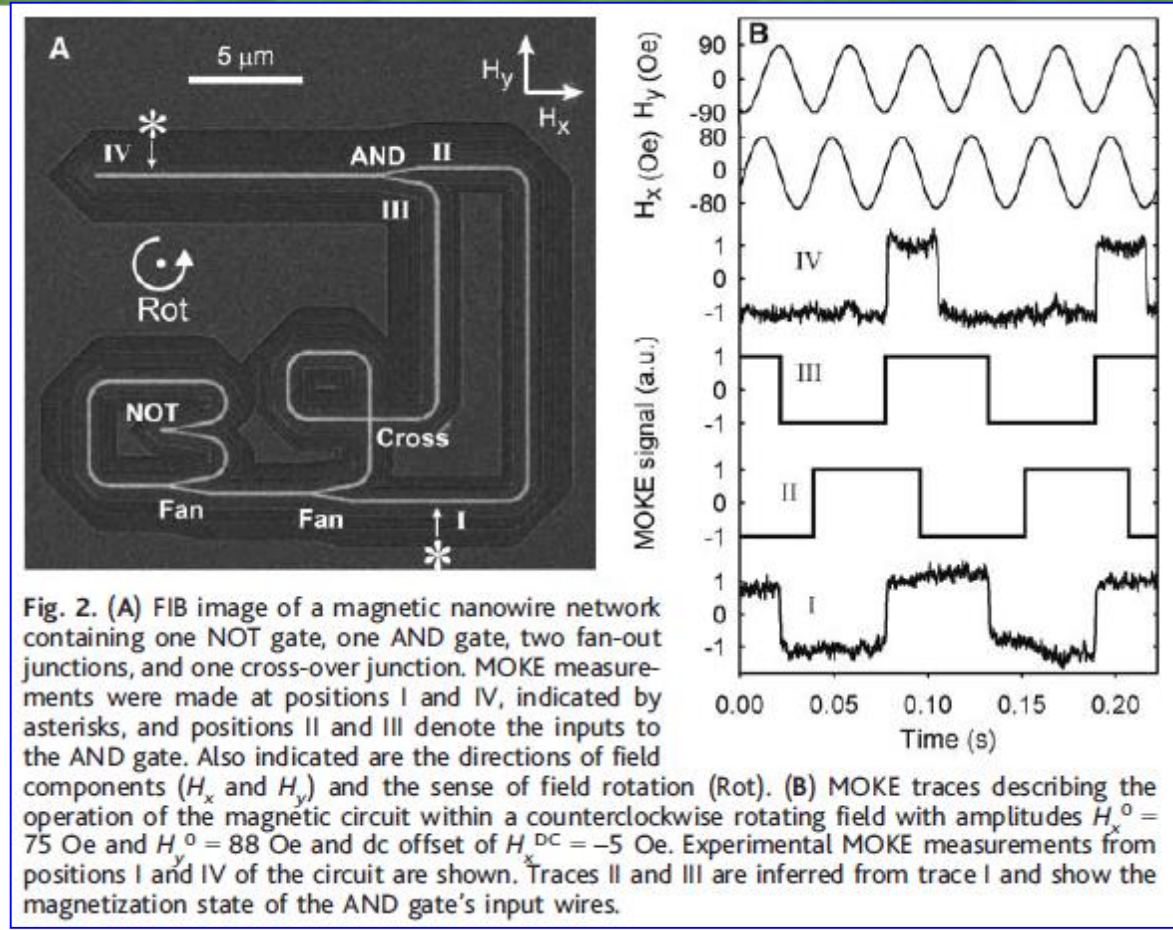 A
5 μm
Hy
Hx
IV
AND
II
III
Rot
NOT
Cross
Fan
Fan
I
B
Hy (Oe)
90
0
-90
Hx (Oe)
80
0
-80
MOKE signal (a.u.)
1
0
-1
IV
1
0
-1
III
1
0
-1
II
1
0
-1
I
0.00 0.05 0.10 0.15 0.20
Time (s)
Fig. 2. (A) FIB image of a magnetic nanowire network
containing one NOT gate, one AND gate, two fan-out
junctions, and one cross-over junction. MOKE measure-
ments were made at positions I and IV, indicated by
asterisks, and positions II and III denote the inputs to
the AND gate. Also indicated are the directions of field
components (Hx and Hy) and the sense of field rotation (Rot). (B) MOKE traces describing the
operation of the magnetic circuit within a counterclockwise rotating field with amplitudes Hx⁰ =
75 Oe and Hy⁰ = 88 Oe and dc offset of HxDC = –5 Oe. Experimental MOKE measurements from
positions I and IV of the circuit are shown. Traces II and III are inferred from trace I and show the
magnetization state of the AND gate's input wires.